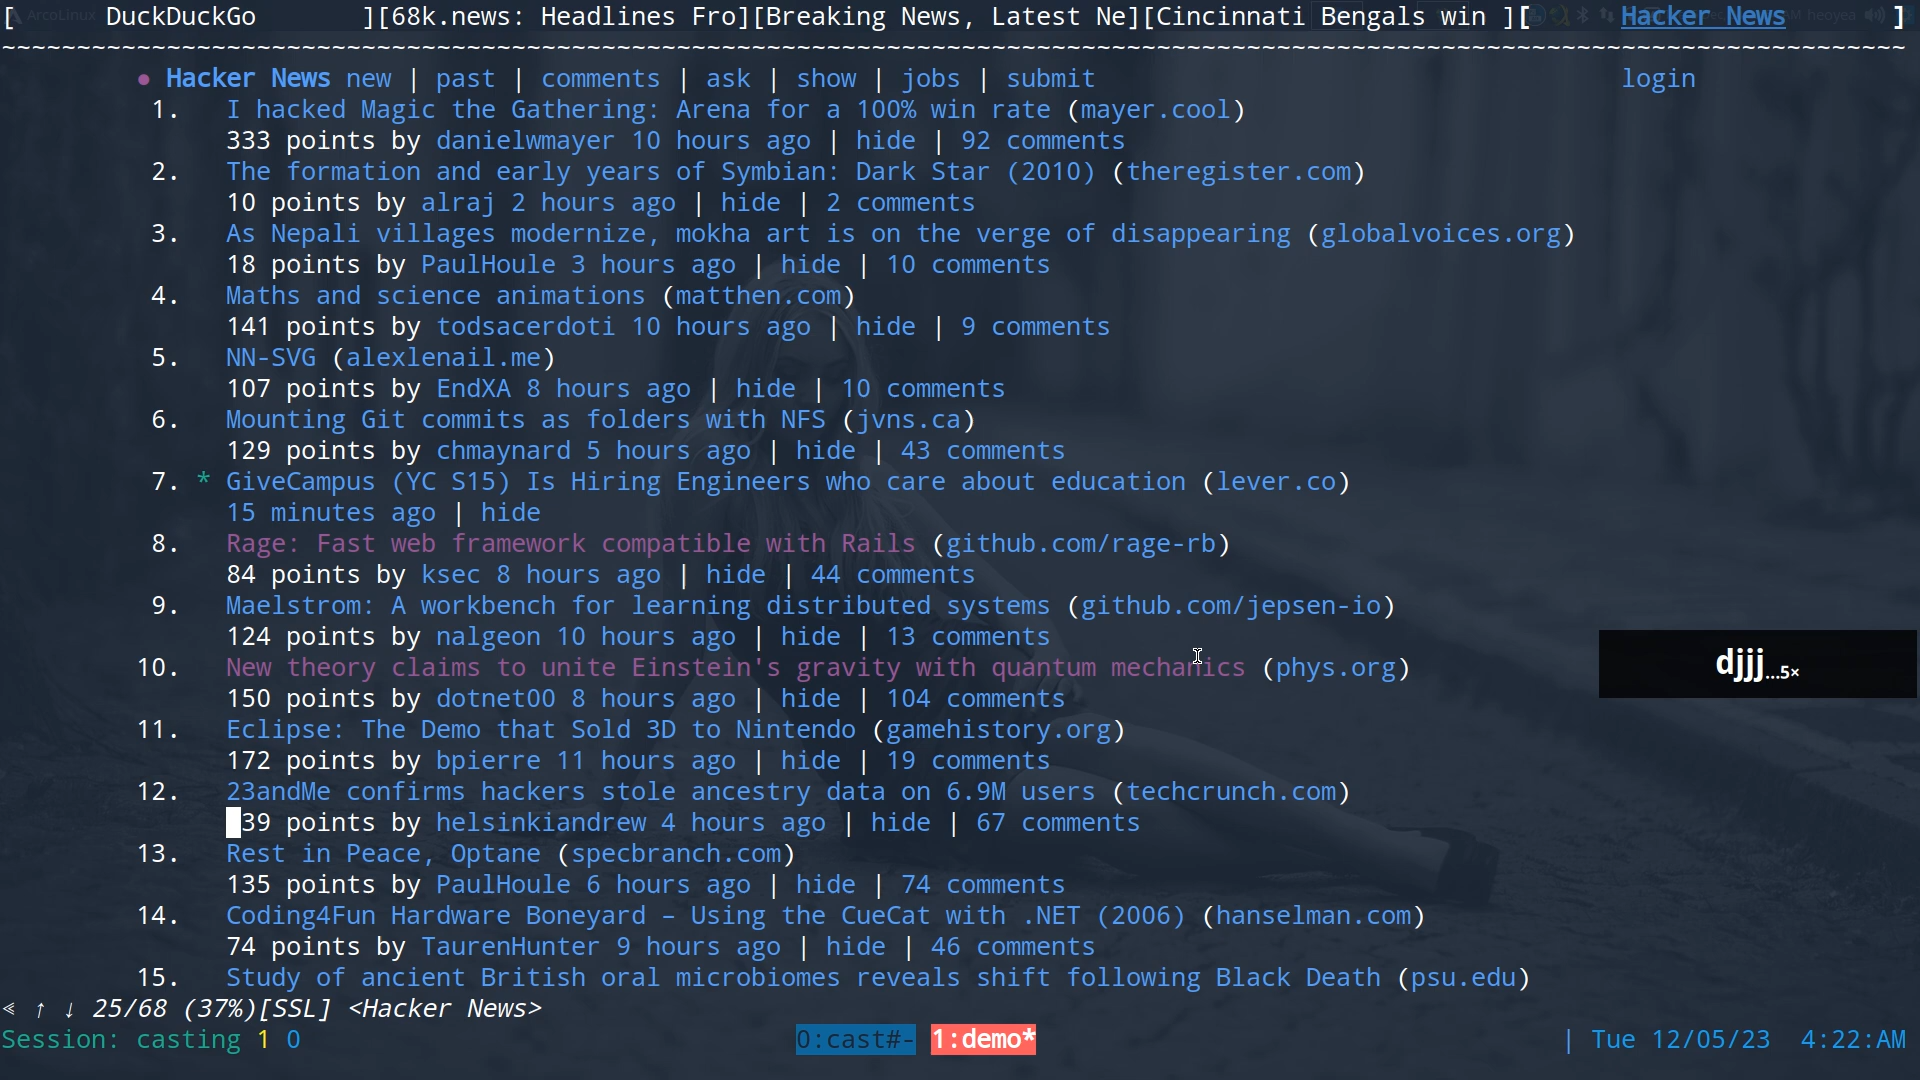 [      DuckDuckGo       ][68k.news: Headlines Fro][Breaking News, Latest Ne][Cincinnati Bengals win ][      Hacker News       ]
~~~~~~~~~~~~~~~~~~~~~~~~~~~~~~~~~~~~~~~~~~~~~~~~~~~~~~~~~~~~~~~~~~~~~~~~~~~~~~~~~~~~~~~~~~~~~~~~~~~~~~~~~~~~~~~~~~~~~~~~~~~~~~~
● Hacker News new | past | comments | ask | show | jobs | submit login
1. I hacked Magic the Gathering: Arena for a 100% win rate (mayer.cool)
333 points by danielwmayer 10 hours ago | hide | 92 comments
2. The formation and early years of Symbian: Dark Star (2010) (theregister.com)
10 points by alraj 2 hours ago | hide | 2 comments
3. As Nepali villages modernize, mokha art is on the verge of disappearing (globalvoices.org)
18 points by PaulHoule 3 hours ago | hide | 10 comments
4. Maths and science animations (matthen.com)
141 points by todsacerdoti 10 hours ago | hide | 9 comments
5. NN-SVG (alexlenail.me)
107 points by EndXA 8 hours ago | hide | 10 comments
6. Mounting Git commits as folders with NFS (jvns.ca)
129 points by chmaynard 5 hours ago | hide | 43 comments
7. * GiveCampus (YC S15) Is Hiring Engineers who care about education (lever.co)
15 minutes ago | hide
8. Rage: Fast web framework compatible with Rails (github.com/rage-rb)
84 points by ksec 8 hours ago | hide | 44 comments
9. Maelstrom: A workbench for learning distributed systems (github.com/jepsen-io)
124 points by nalgeon 10 hours ago | hide | 13 comments
10. New theory claims to unite Einstein's gravity with quantum mechanics (phys.org)
150 points by dotnet00 8 hours ago | hide | 104 comments
djjj...5×
11. Eclipse: The Demo that Sold 3D to Nintendo (gamehistory.org)
172 points by bpierre 11 hours ago | hide | 19 comments
12. 23andMe confirms hackers stole ancestry data on 6.9M users (techcrunch.com)
39 points by helsinkiandrew 4 hours ago | hide | 67 comments
13. Rest in Peace, Optane (specbranch.com)
135 points by PaulHoule 6 hours ago | hide | 74 comments
14. Coding4Fun Hardware Boneyard – Using the CueCat with .NET (2006) (hanselman.com)
74 points by TaurenHunter 9 hours ago | hide | 46 comments
15. Study of ancient British oral microbiomes reveals shift following Black Death (psu.edu)
⋞ ↑ ↓ 25/68 (37%)[SSL] <Hacker News>
Session: casting 1 0 0:cast#- 1:demo* | Tue 12/05/23 4:22:AM